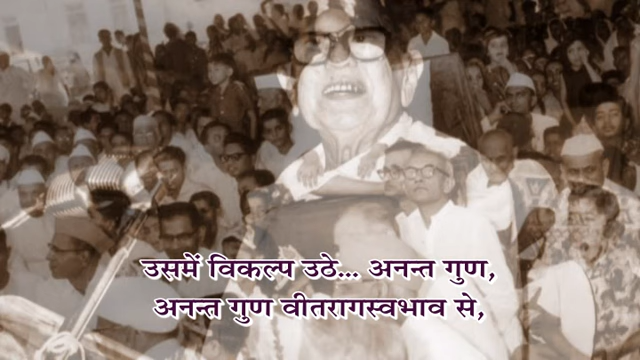 उसमें विकल्प उठे... अनन्त गुण,
अनन्त गुण वीतरागस्वभाव से,